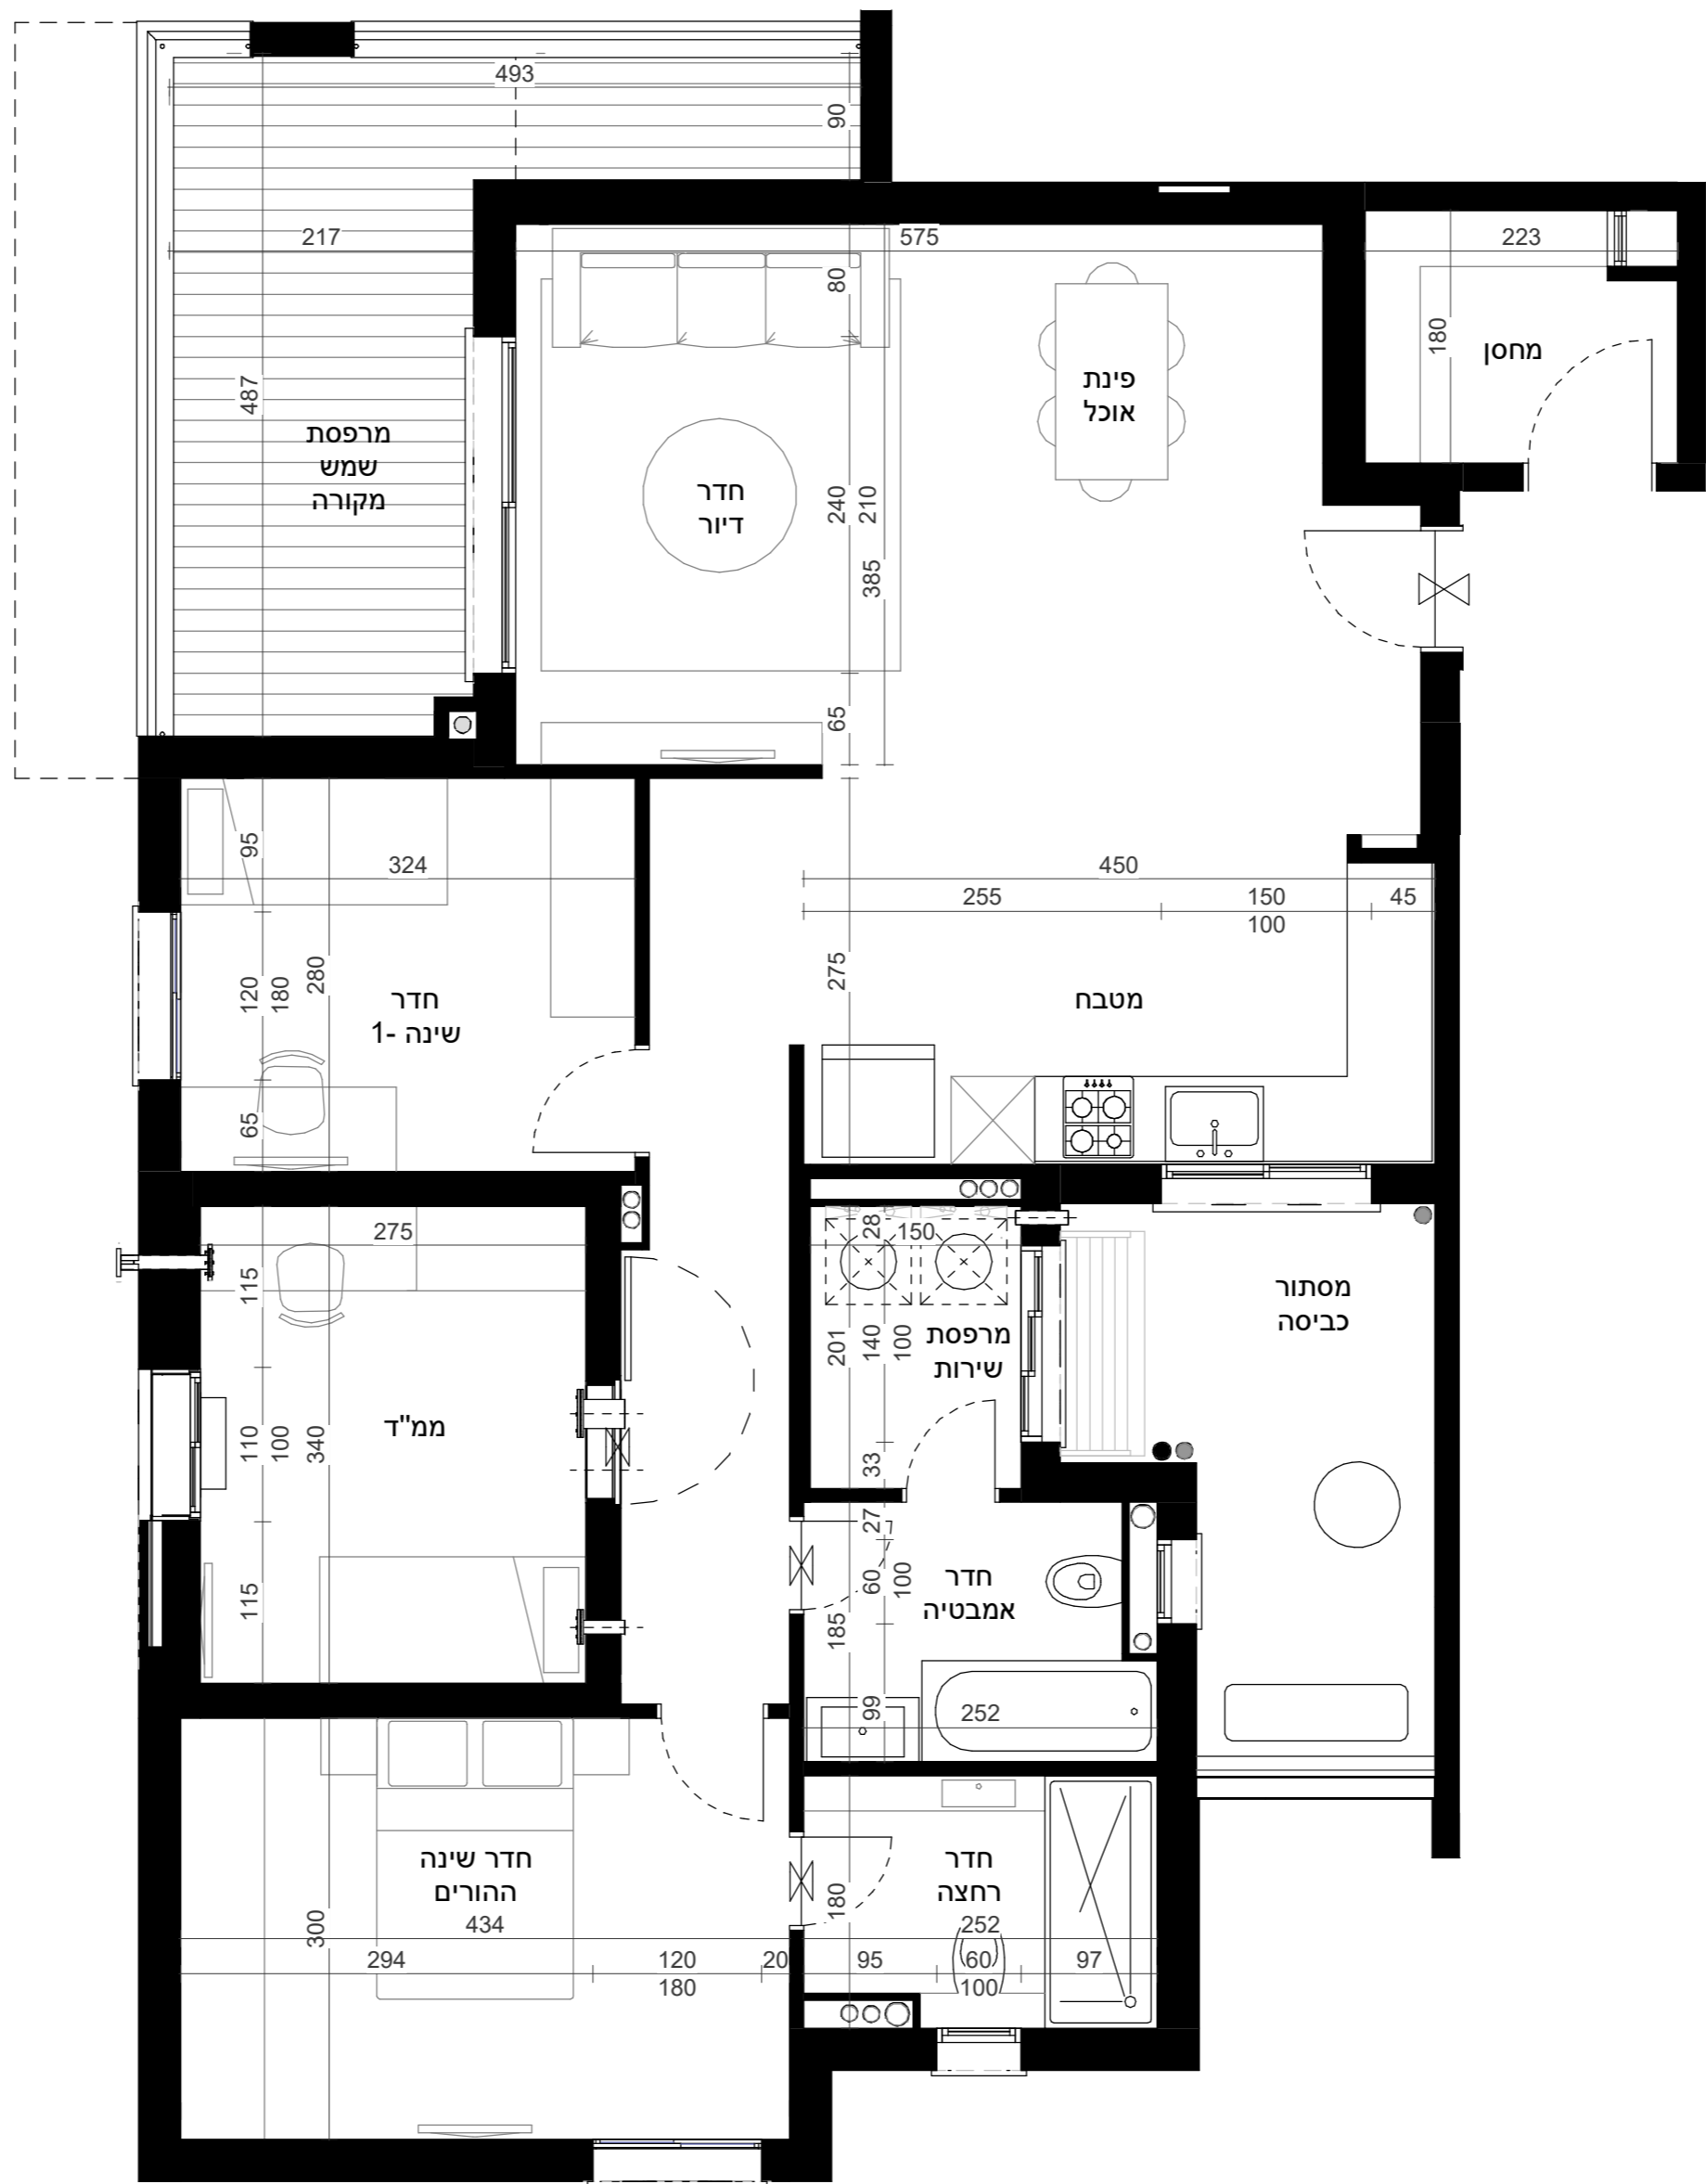 493
90
217
575
223
80
180
מחסן
פינת
אוכל
487
מרפסת
שמש
מקורה
חדר
דיור
240
210
385
65
95
324
450
255
150
45
100
275
280
120
180
חדר
שינה -1
מטבח
65
275
28
150
115
מסתור
כביסה
201
140
100
מרפסת
שירות
ממ"ד
110
100
340
33
27
60
100
חדר
אמבטיה
115
185
99
252
חדר שינה
ההורים
434
חדר
רחצה
252
300
180
294
120
20
95
60
97
180
100